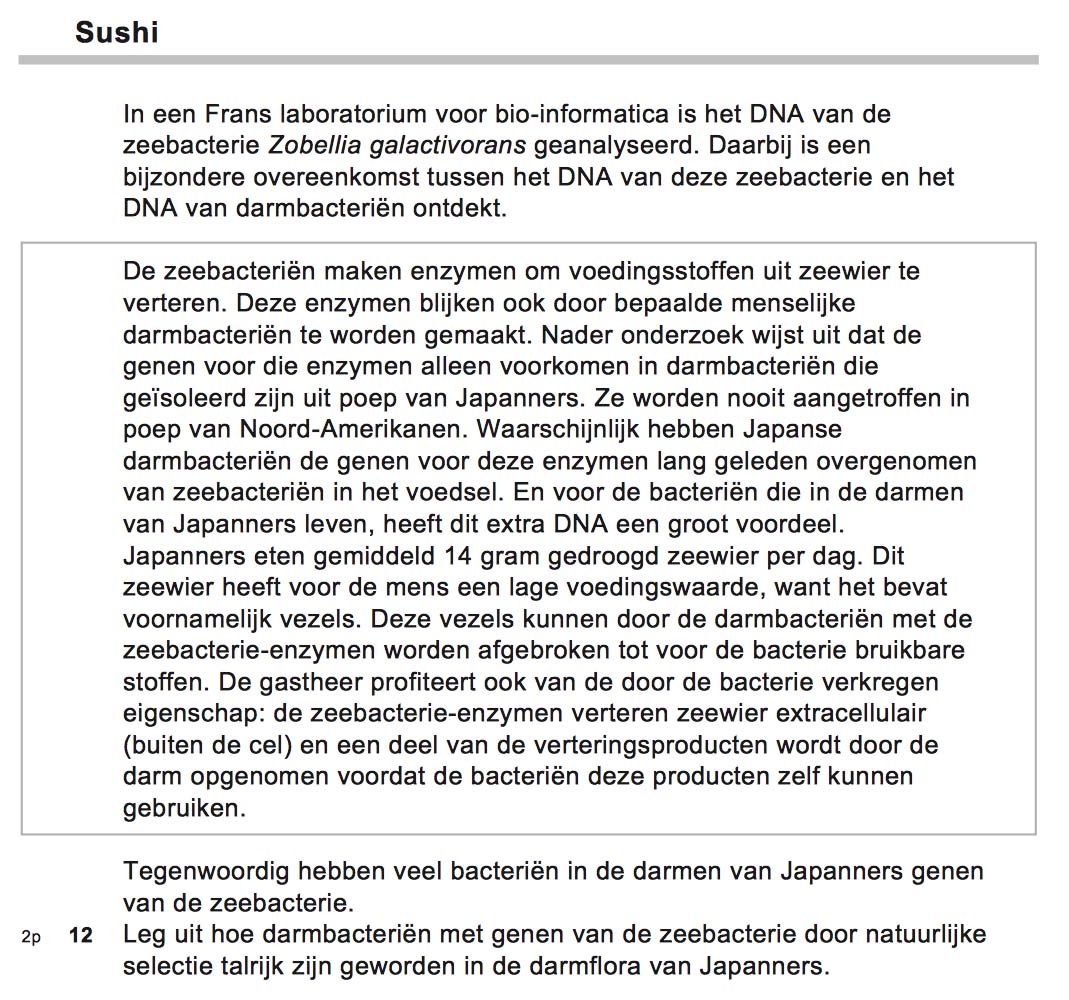 Sushi
In een Frans laboratorium voor bio-informatica is het DNA van de
zeebacterie Zobellia galactivorans geanalyseerd. Daarbij is een
bijzondere overeenkomst tussen het DNA van deze zeebacterie en het
DNA van darmbacteriën ontdekt.
De zeebacteriën maken enzymen om voedingsstoffen uit zeewier te
verteren. Deze enzymen blijken ook door bepaalde menselijke
darmbacteriën te worden gemaakt. Nader onderzoek wijst uit dat de
genen voor die enzymen alleen voorkomen in darmbacteriën die
geïsoleerd zijn uit poep van Japanners. Ze worden nooit aangetroffen in
poep van Noord-Amerikanen. Waarschijnlijk hebben Japanse
darmbacteriën de genen voor deze enzymen lang geleden overgenomen
van zeebacteriën in het voedsel. En voor de bacteriën die in de darmen
van Japanners leven, heeft dit extra DNA een groot voordeel.
Japanners eten gemiddeld 14 gram gedroogd zeewier per dag. Dit
zeewier heeft voor de mens een lage voedingswaarde, want het bevat
voornamelijk vezels. Deze vezels kunnen door de darmbacteriën met de
zeebacterie-enzymen worden afgebroken tot voor de bacterie bruikbare
stoffen. De gastheer profiteert ook van de door de bacterie verkregen
eigenschap: de zeebacterie-enzymen verteren zeewier extracellulair
(buiten de cel) en een deel van de verteringsproducten wordt door de
darm opgenomen voordat de bacteriën deze producten zelf kunnen
gebruiken.
Tegenwoordig hebben veel bacteriën in de darmen van Japanners genen
van de zeebacterie.
2p 12 Leg uit hoe darmbacteriën met genen van de zeebacterie door natuurlijke
selectie talrijk zijn geworden in de darmflora van Japanners.